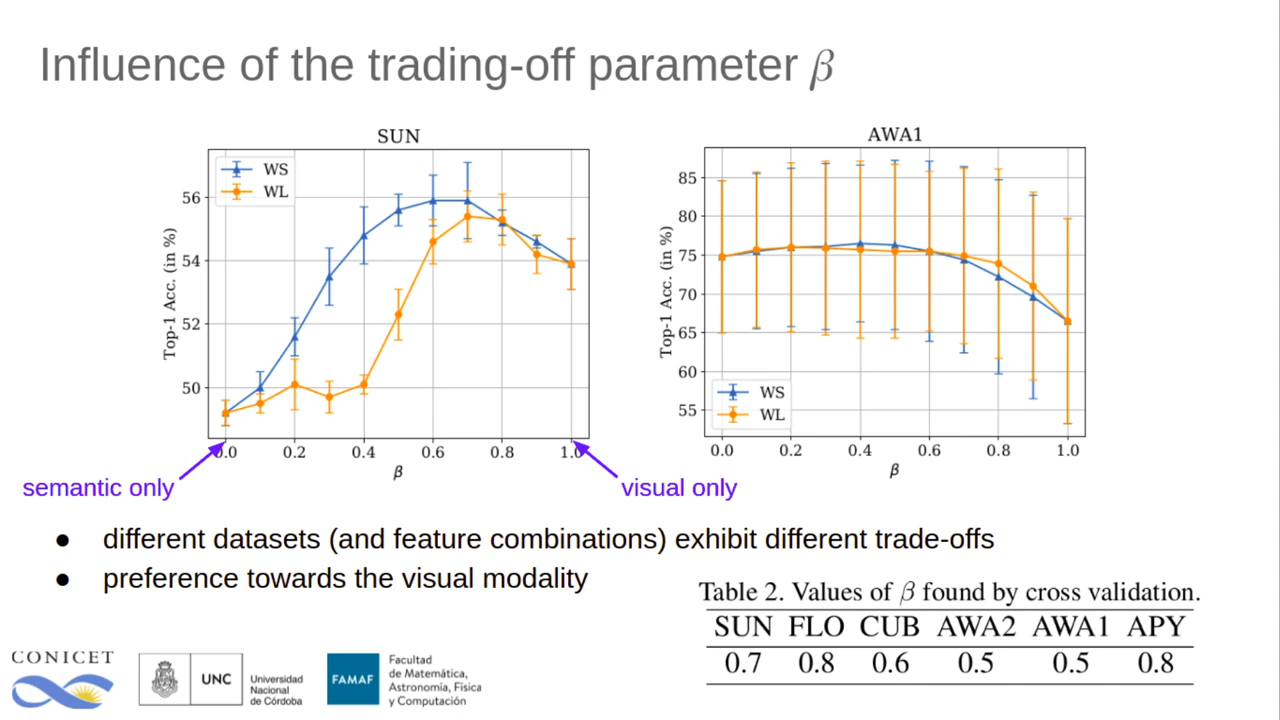 Influence of the trading-off parameter β
SUN
WS
WL
56
54
52
50
Top-1 Acc. (in %)
0.0 0.2 0.4 0.6 0.8 1.0
β
AWA1
85
80
75
70
65
60
55
Top-1 Acc. (in %)
WS
WL
0.0 0.2 0.4 0.6 0.8 1.0
β
semantic only
visual only
● different datasets (and feature combinations) exhibit different trade-offs
● preference towards the visual modality
Table 2. Values of β found by cross validation.
SUN FLO CUB AWA2 AWA1 APY
0.7 0.8 0.6 0.5 0.5 0.8
CONICET
UNC
Universidad
Nacional
de Córdoba
FAMAF
Facultad
de Matemática,
Astronomía, Física
y Computación